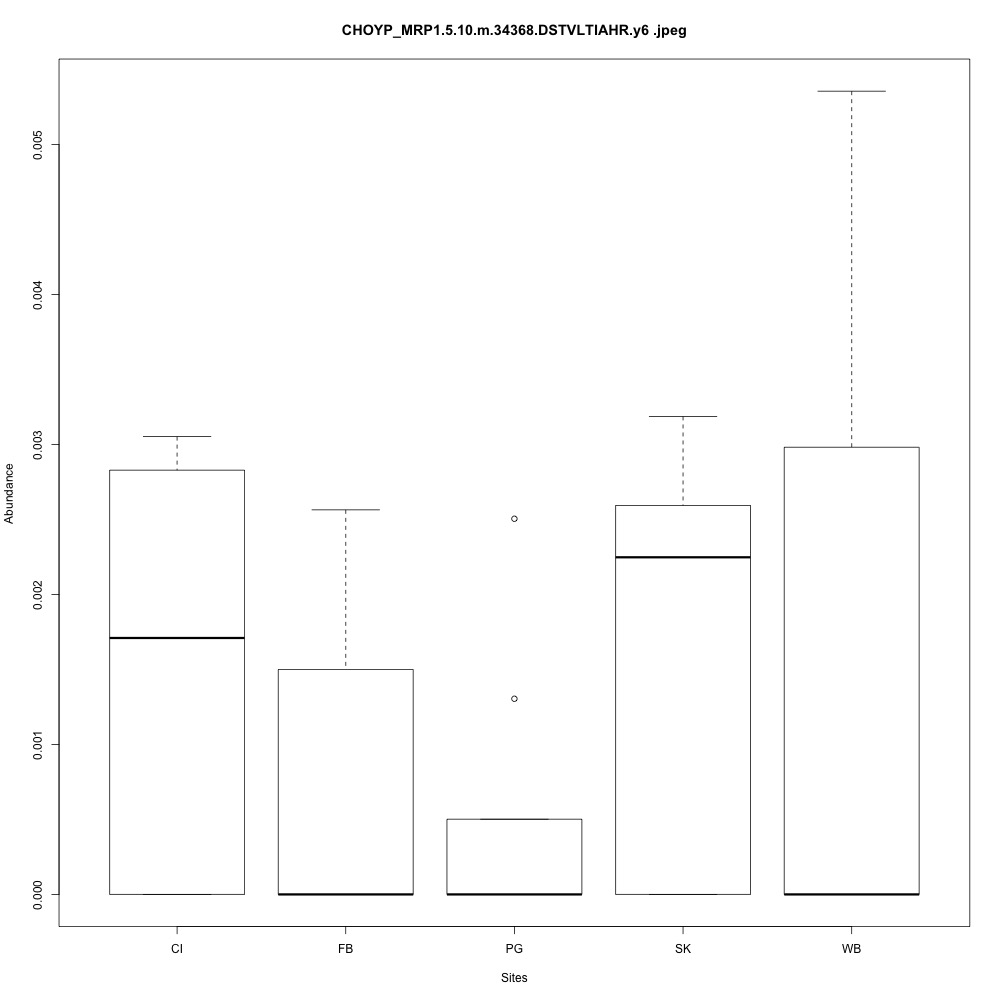 CHOYP_MRP1.5.10.m.34368.DSTVLTIAHR.y6 .jpeg
0.005
0.004
0.003
0.002
0.001
0.000
Abundance
CI FB PG SK WB
Sites